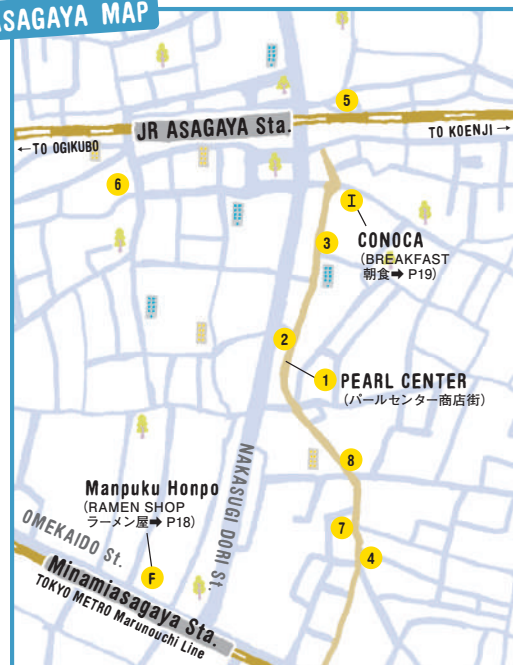 ASAGAYA MAP
5
JR ASAGAYA Sta.
←TO OGIKUBO
TO KOENJI→
6
I
CONOCA
(BREAKFAST
朝食➡ P19)
3
2
1
PEARL CENTER
(パールセンター商店街)
8
NAKASUGI DORI St.
Manpuku Honpo
(RAMEN SHOP
ラーメン屋➡ P18)
OMEKAIDO St.
7
4
F
Minamiasagaya Sta.
TOKYO METRO Marunouchi Line